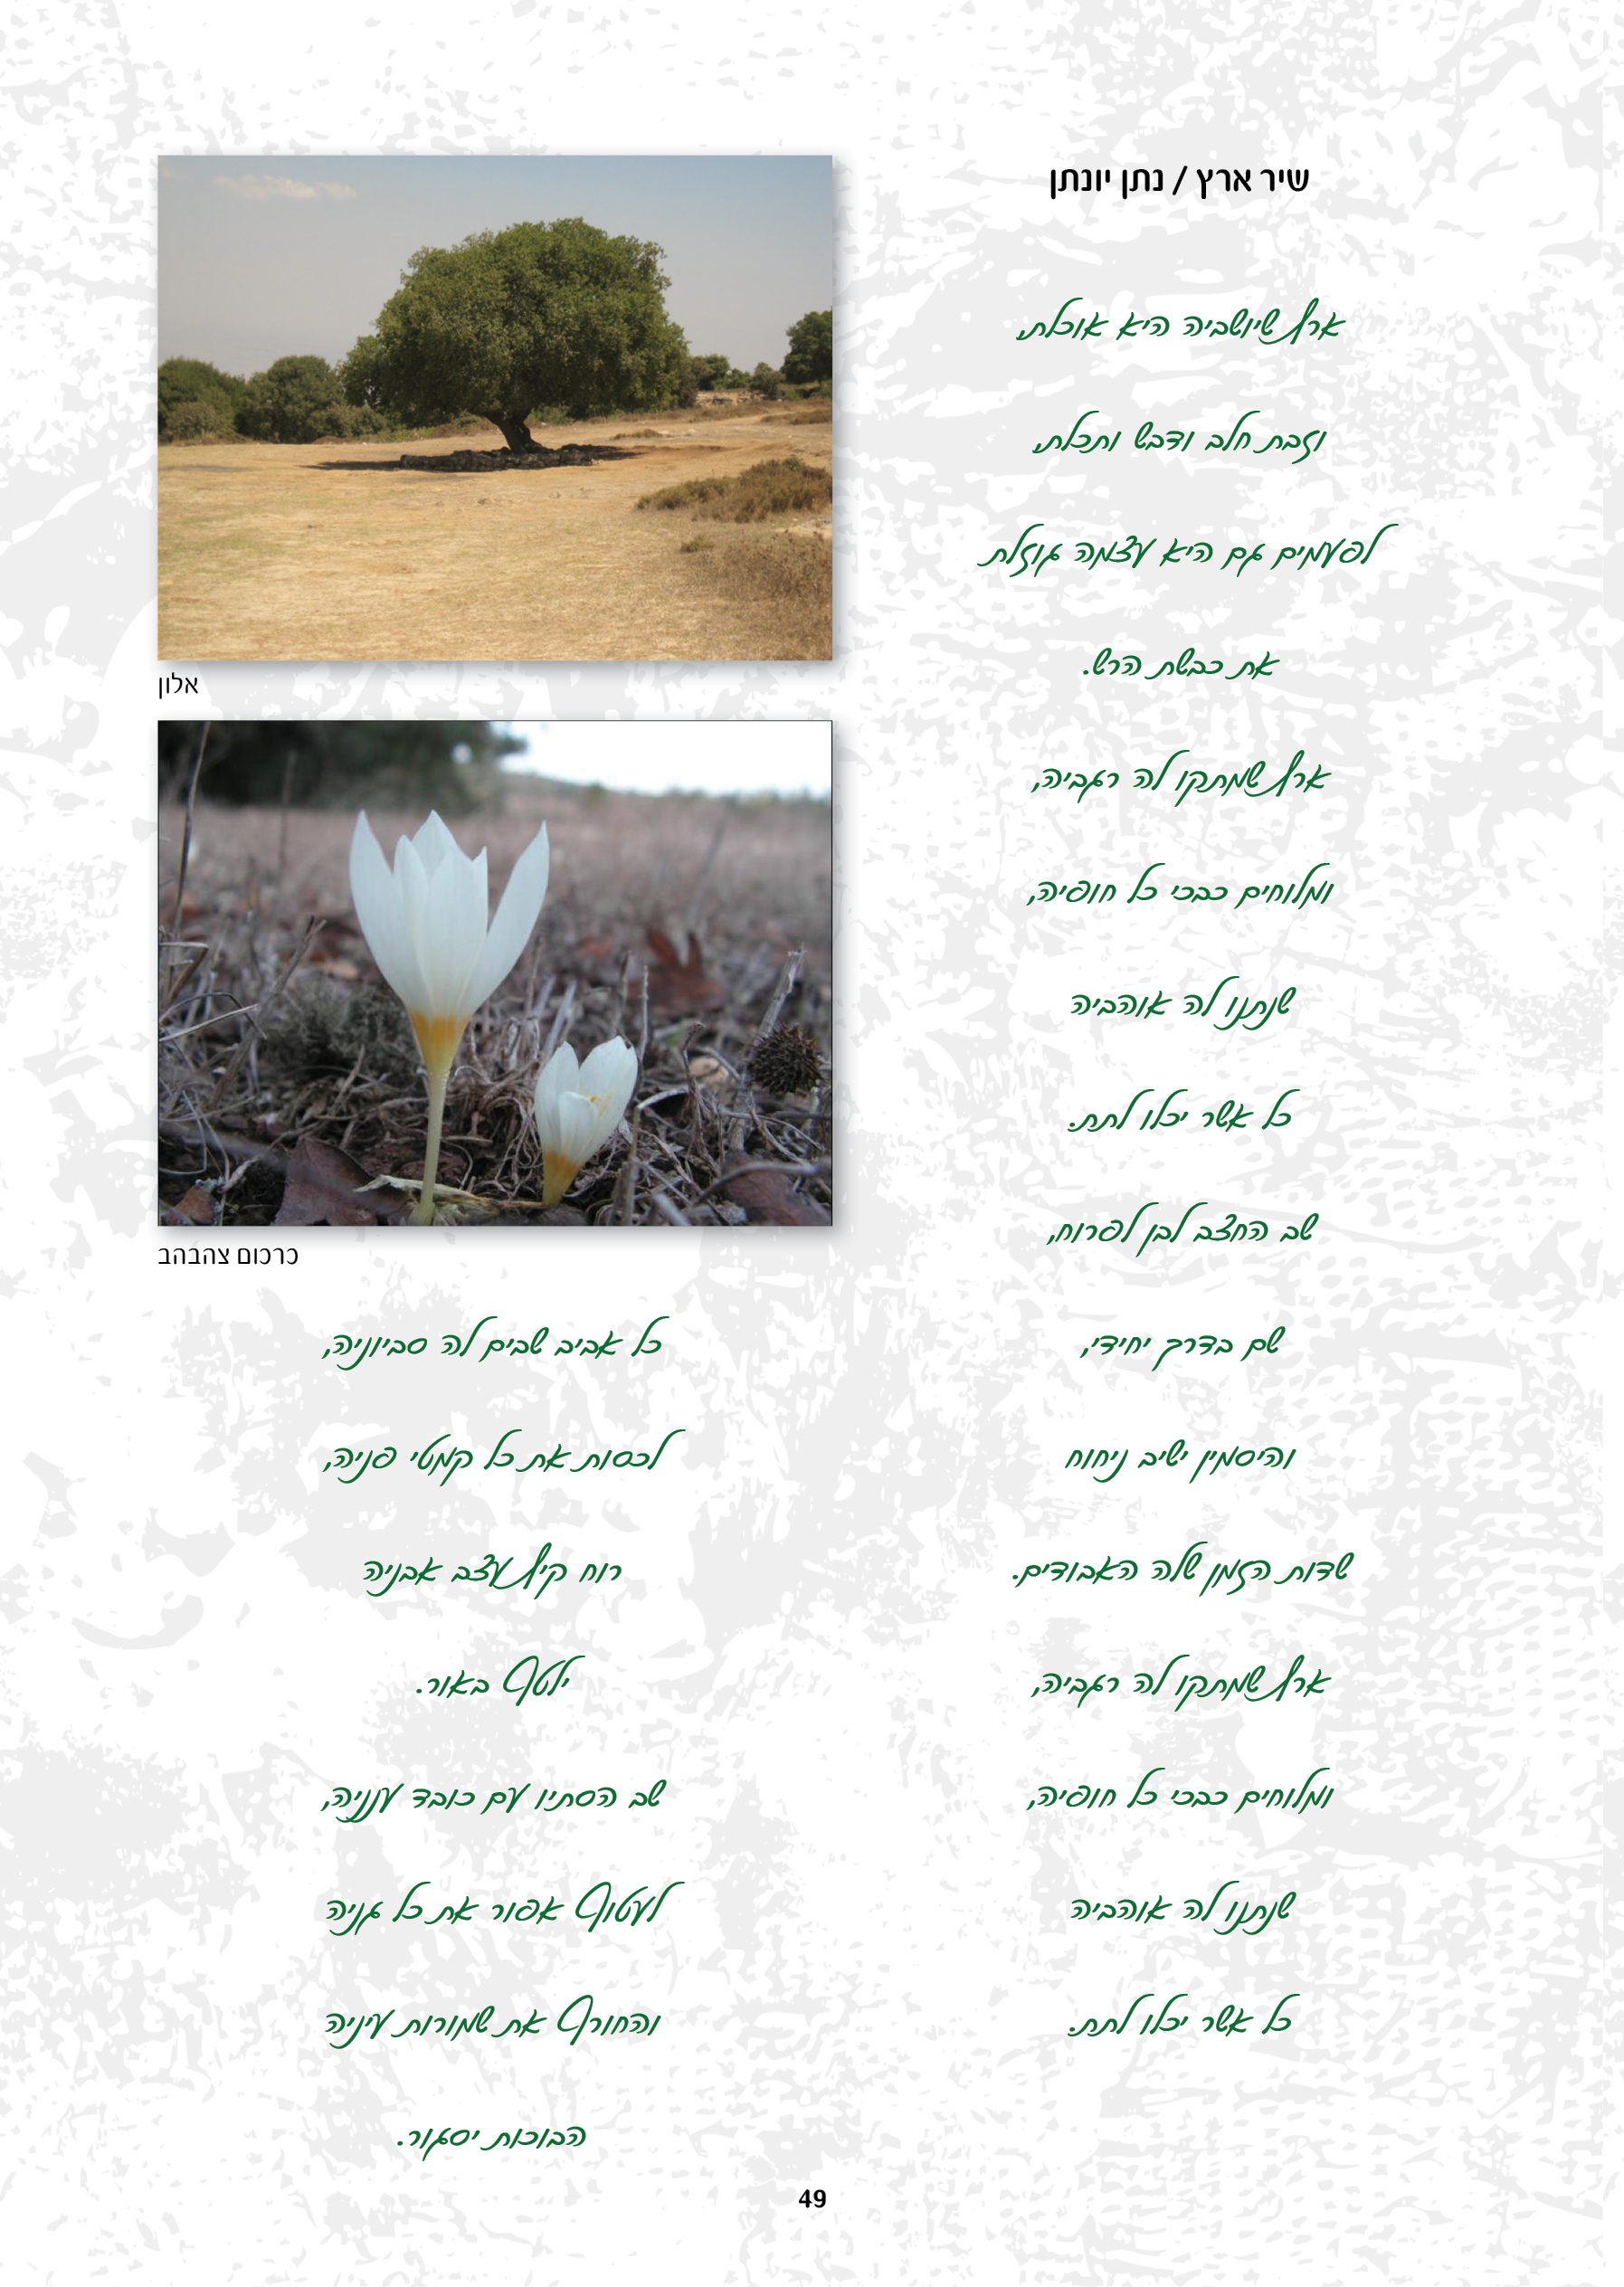 שיר ארץ / נתן יונתן
ארץ שיושביה היא אוכלת,
וזבת חלב ודבש ותכלת,
לפעמים גם היא עצמה גוזלת
את כבשת הרש.
ארץ שמתקו לה רגביה,
ומלוחים כבכי כל חופיה,
שנתנו לה אוהביה
כל אשר יכלו לתת.
שב החצב לבן לפרוח,
שם בדרך יחידי,
והיסמין ישיב ניחוח
שדות הזמן שלה האבודים.
ארץ שמתקו לה רגביה,
ומלוחים כבכי כל חופיה,
שנתנו לה אוהביה
כל אשר יכלו לתת.
אלון
כרכום צהבהב
כל אביב שבים לה סביוניה,
לכסות את כל קמטי פניה,
רוח קיץ עצב אבניה
ילטף באור.
שב הסתיו עם כובד ענניה,
לעטוף אפור את כל גניה
והחורף את שמורות עיניה
הבוכות יסגור.
49